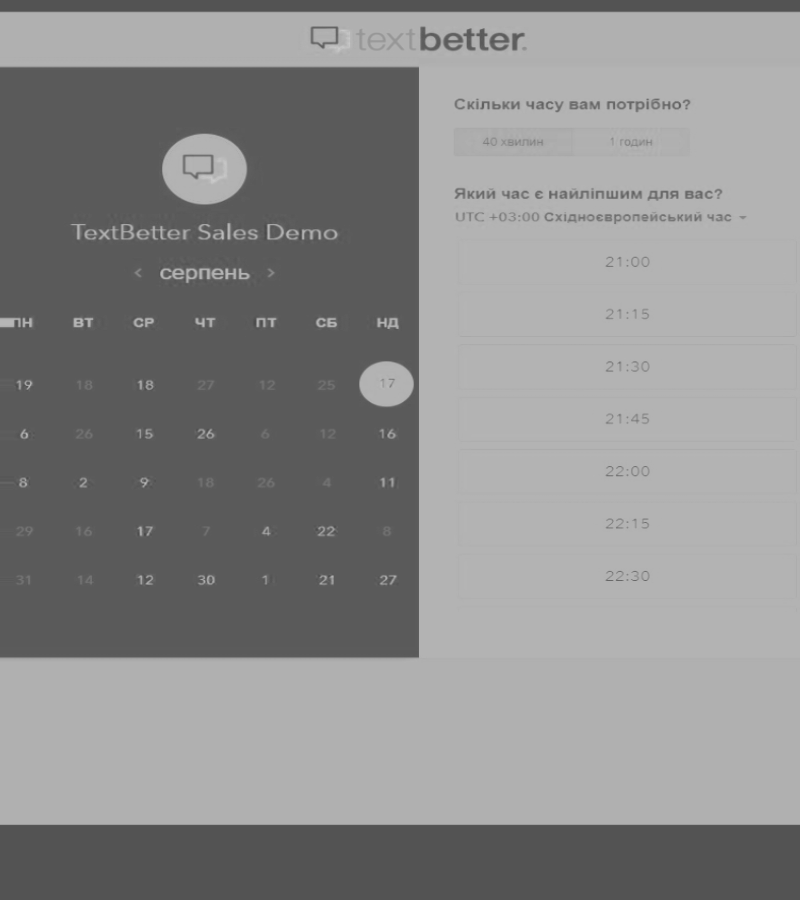 textbetter.
TextBetter Sales Demo
< серпень >
ПН ВТ СР ЧТ ПТ СБ НД
19 18 18 27 12 25 17
6 26 15 26 6 12 16
8 2 9 18 26 4 11
29 16 17 7 4 22 8
31 14 12 30 1 21 27
Скільки часу вам потрібно?
40 хвилин 1 годин
Який час є найліпшим для вас?
UTC +03:00 Східноєвропейський час
21:00
21:15
21:30
21:45
22:00
22:15
22:30